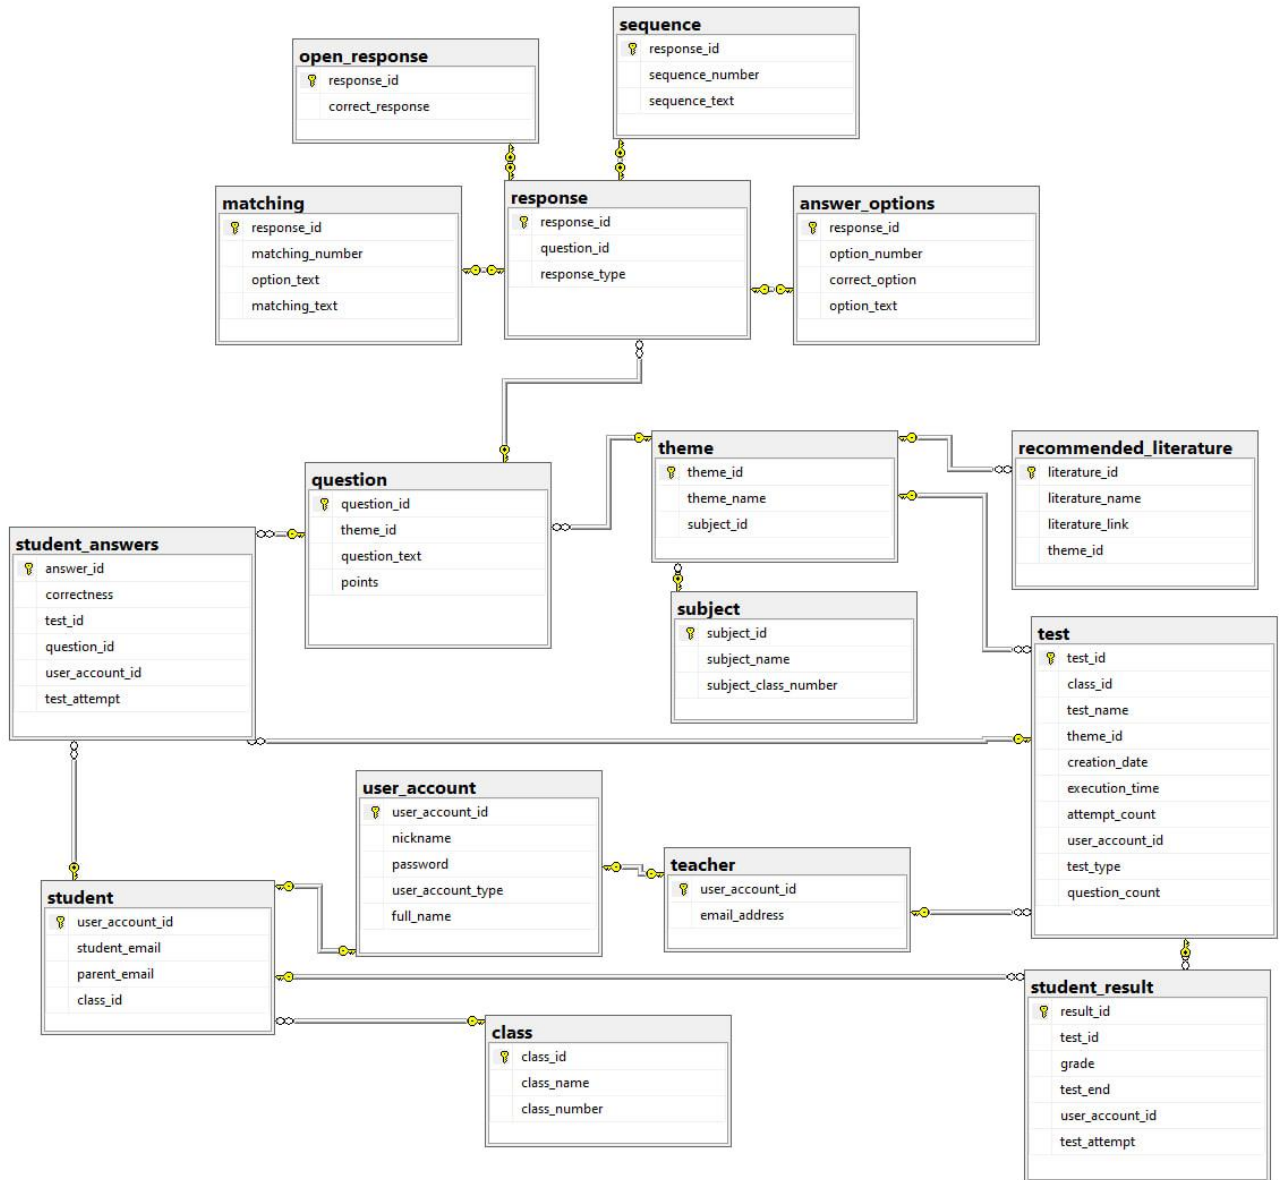 sequence
response_id
sequence_number
sequence_text
open_response
response_id
correct_response
matching
response_id
matching_number
option_text
matching_text
response
response_id
question_id
response_type
answer_options
response_id
option_number
correct_option
option_text
question
question_id
theme_id
question_text
points
theme
theme_id
theme_name
subject_id
recommended_literature
literature_id
literature_name
literature_link
theme_id
student_answers
answer_id
correctness
test_id
question_id
user_account_id
test_attempt
subject
subject_id
subject_name
subject_class_number
test
test_id
class_id
test_name
theme_id
creation_date
execution_time
attempt_count
user_account_id
test_type
question_count
user_account
user_account_id
nickname
password
user_account_type
full_name
teacher
user_account_id
email_address
student
user_account_id
student_email
parent_email
class_id
class
class_id
class_name
class_number
student_result
result_id
test_id
grade
test_end
user_account_id
test_attempt